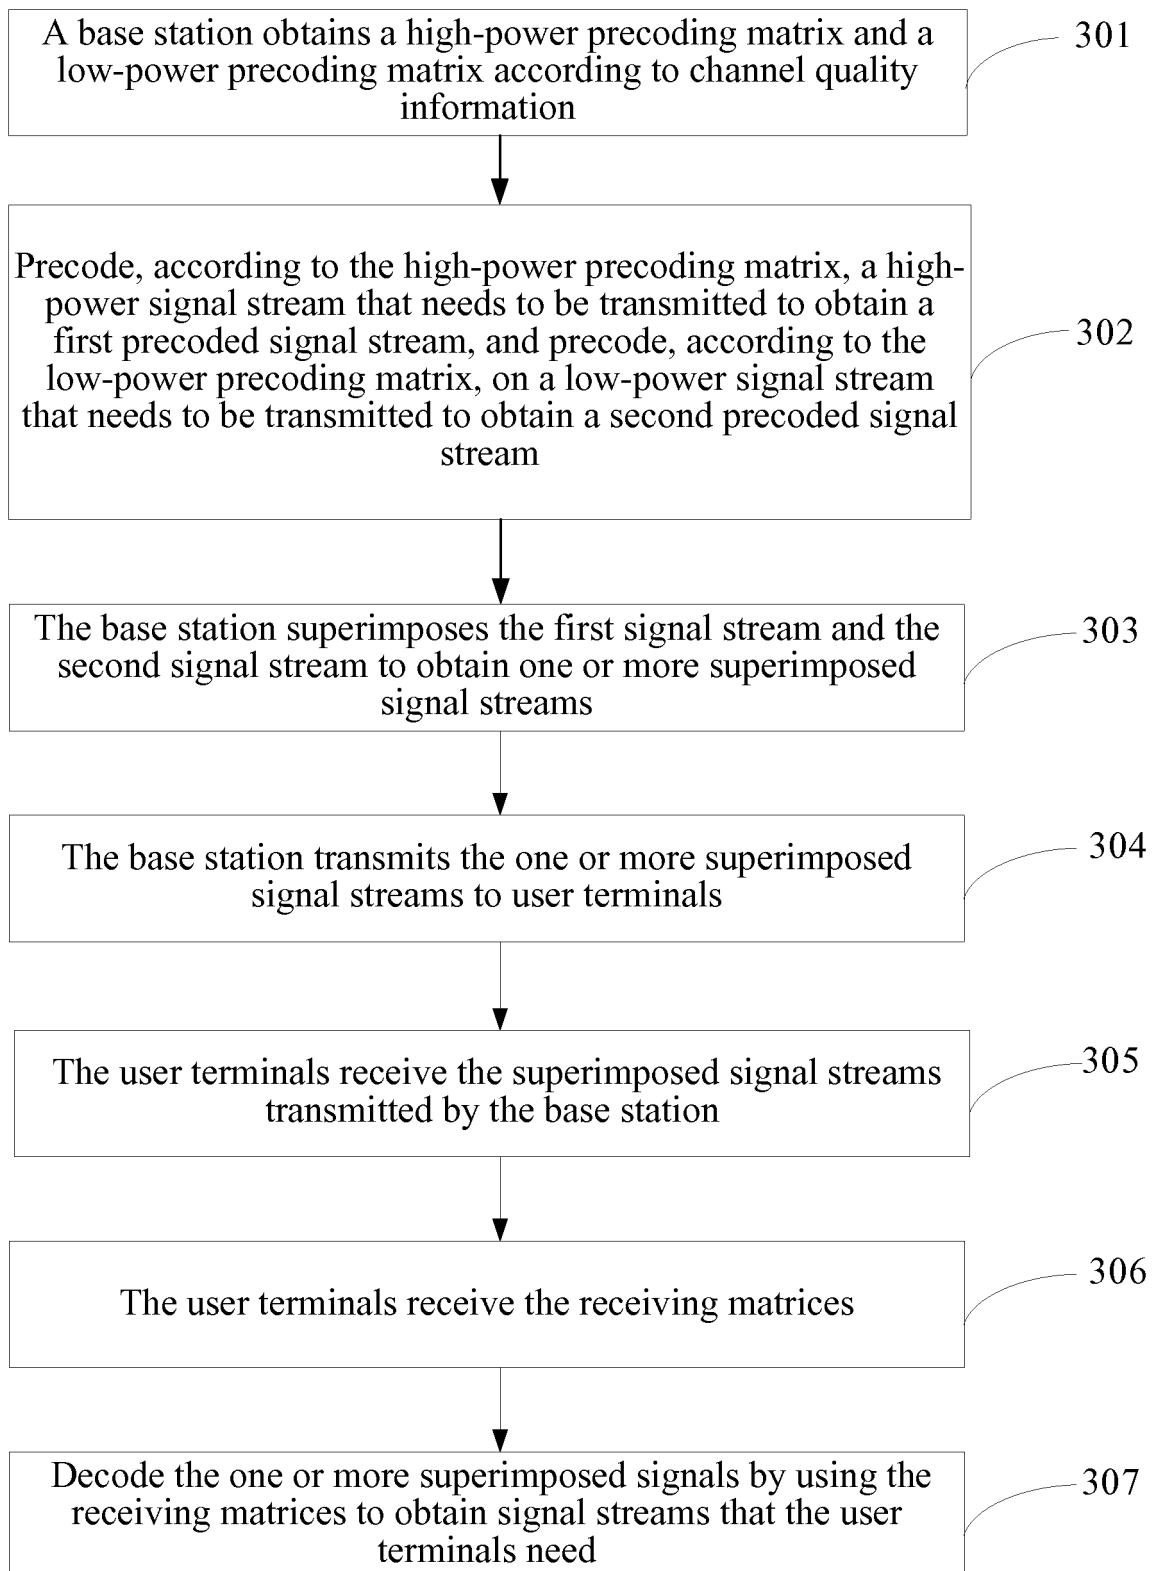 A base station obtains a high-power precoding matrix and a
low-power precoding matrix according to channel quality
information
301
Precode, according to the high-power precoding matrix, a high-
power signal stream that needs to be transmitted to obtain a
first precoded signal stream, and precode, according to the
low-power precoding matrix, on a low-power signal stream
that needs to be transmitted to obtain a second precoded signal
stream
302
The base station superimposes the first signal stream and the
second signal stream to obtain one or more superimposed
signal streams
303
The base station transmits the one or more superimposed
signal streams to user terminals
304
The user terminals receive the superimposed signal streams
transmitted by the base station
305
The user terminals receive the receiving matrices
306
Decode the one or more superimposed signals by using the
receiving matrices to obtain signal streams that the user
terminals need
307